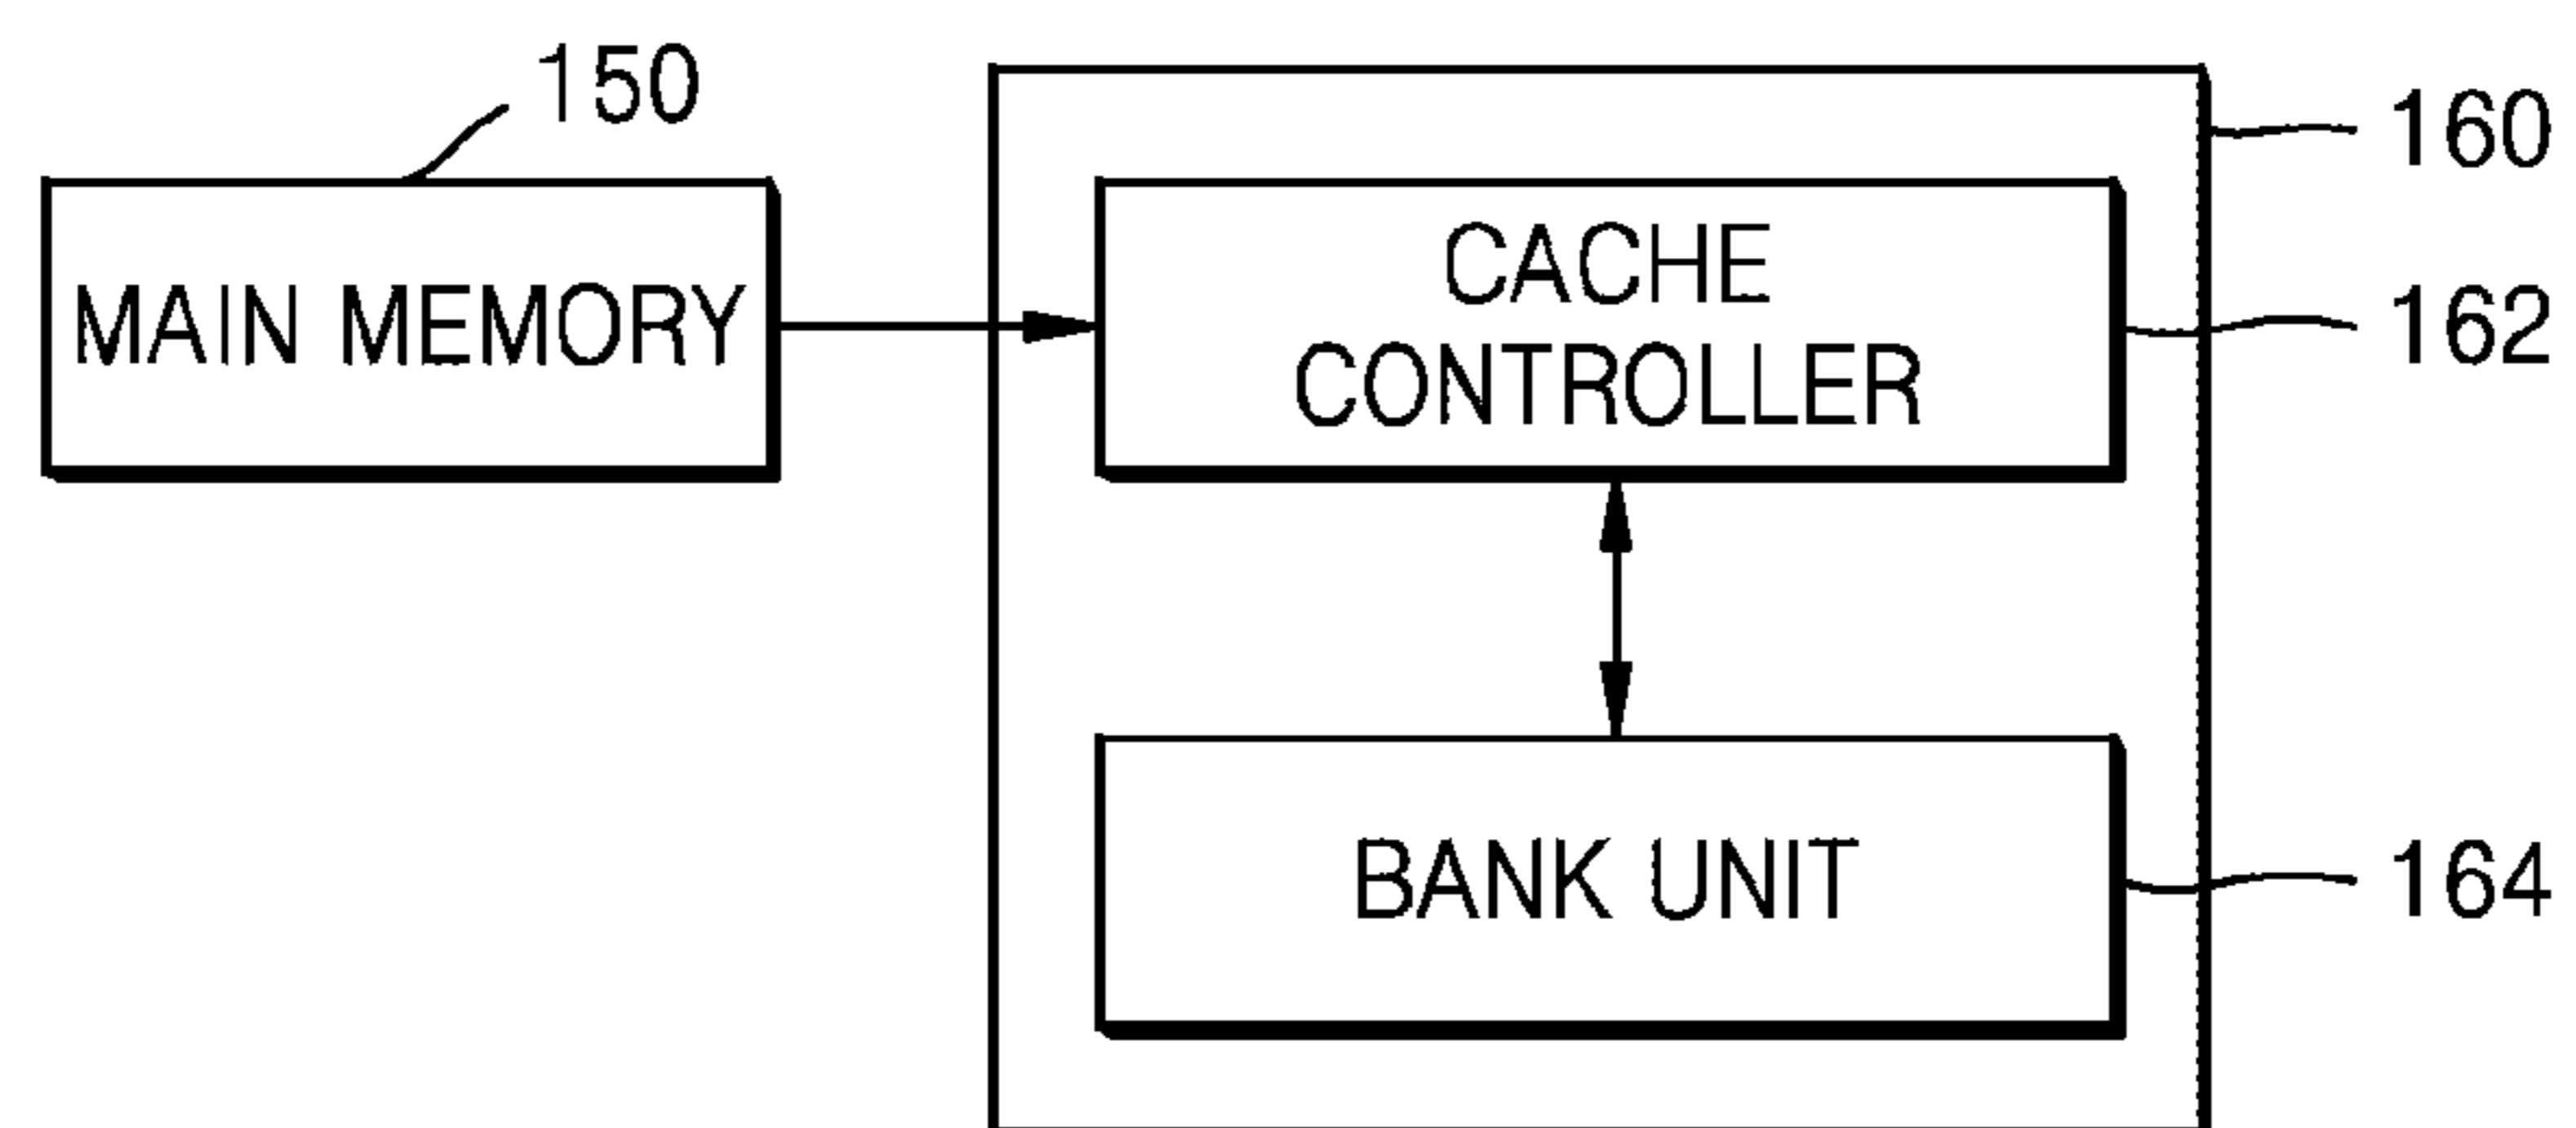 150
160
MAIN MEMORY
CACHE
CONTROLLER
162
BANK UNIT
164